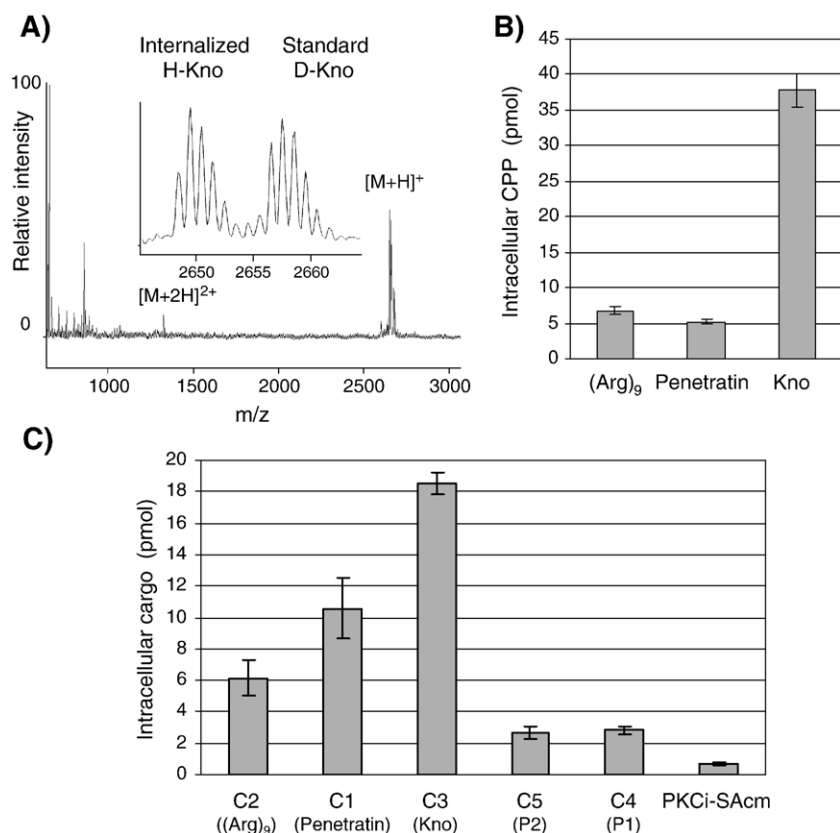 A)
Internalized Standard
H-Kno D-Kno
100
Relative intensity
0
[M+H]⁺
2650 2655 2660
[M+2H]²⁺
1000 1500 2000 2500 3000
m/z
B)
Intracellular CPP (pmol)
45
40
35
30
25
20
15
10
5
0
(Arg)₉ Penetratin Kno
C)
Intracellular cargo (pmol)
20
18
16
14
12
10
8
6
4
2
0
C2 C1 C3 C5 C4 PKCi-SAcm
((Arg)₉) (Penetratin) (Kno) (P2) (P1)